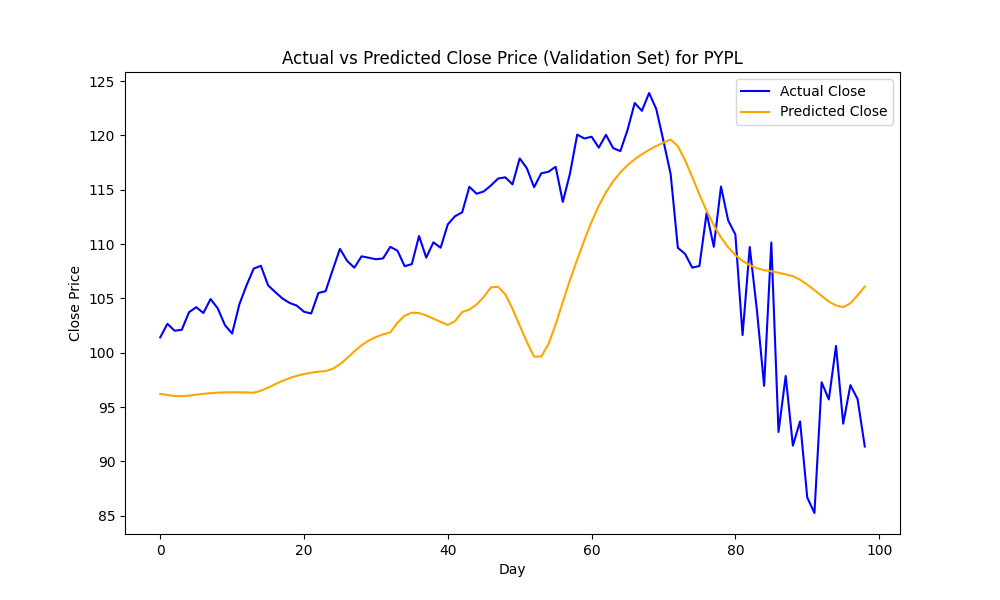 Actual vs Predicted Close Price (Validation Set) for PYPL
Actual Close
Predicted Close
Close Price
125
120
115
110
105
100
95
90
85
0 20 40 60 80 100
Day